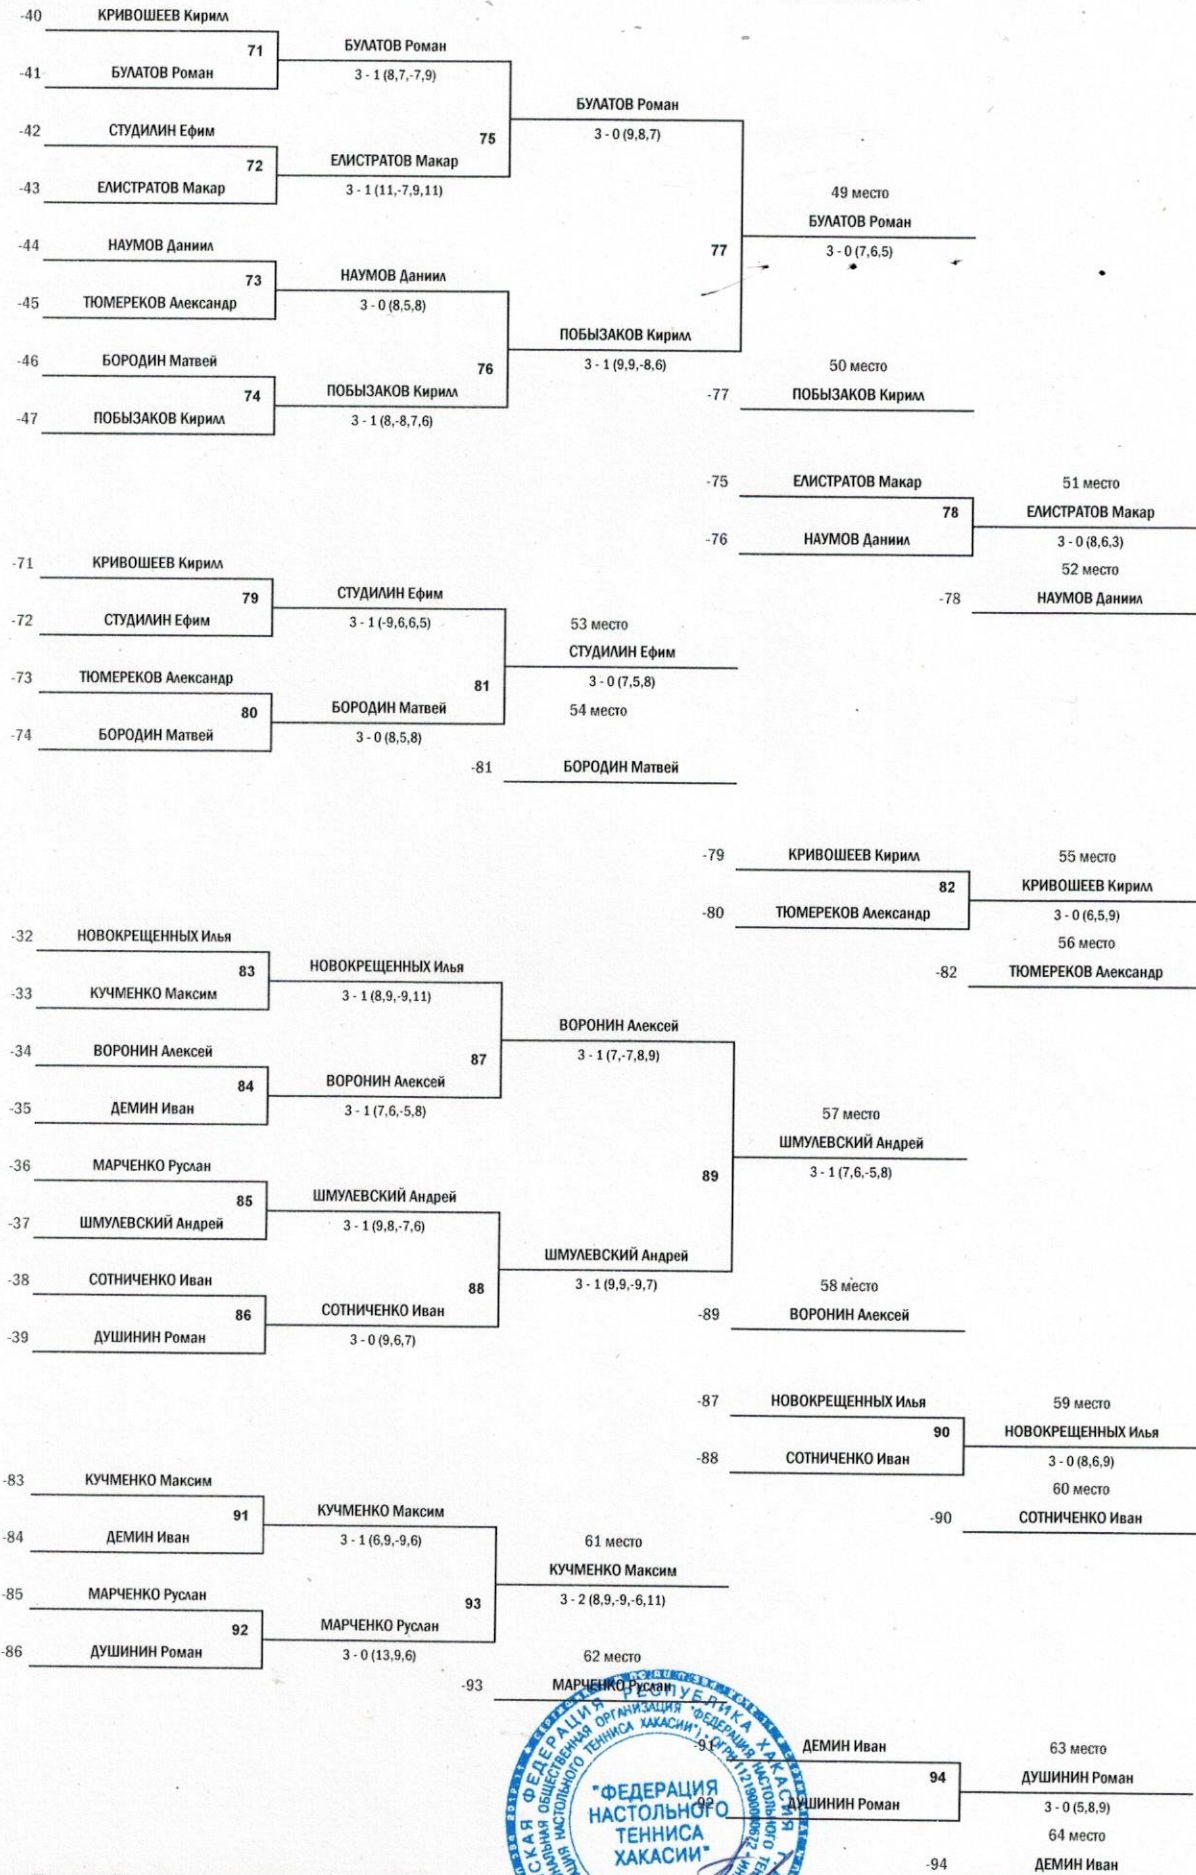 -40 КРИВОШЕЕВ Кирилл
71
-41 БУЛАТОВ Роман
БУЛАТОВ Роман
3 - 1 (8,7,-7,9)
-42 СТУДИЛИН Ефим
72
-43 ЕЛИСТРАТОВ Макар
75
ЕЛИСТРАТОВ Макар
3 - 1 (11,-7,9,11)
БУЛАТОВ Роман
3 - 0 (9,8,7)
-44 НАУМОВ Даниил
73
-45 ТЮМЕРЕКОВ Александр
НАУМОВ Даниил
3 - 0 (8,5,8)
-46 БОРОДИН Матвей
74
-47 ПОБЫЗАКОВ Кирилл
76
ПОБЫЗАКОВ Кирилл
3 - 1 (8,-8,7,6)
ПОБЫЗАКОВ Кирилл
3 - 1 (9,9,-8,6)
77
49 место
БУЛАТОВ Роман
3 - 0 (7,6,5)
50 место
-77 ПОБЫЗАКОВ Кирилл
-75 ЕЛИСТРАТОВ Макар
78
-76 НАУМОВ Даниил
51 место
ЕЛИСТРАТОВ Макар
3 - 0 (8,6,3)
52 место
-78 НАУМОВ Даниил
-71 КРИВОШЕЕВ Кирилл
79
-72 СТУДИЛИН Ефим
СТУДИЛИН Ефим
3 - 1 (-9,6,6,5)
-73 ТЮМЕРЕКОВ Александр
80
-74 БОРОДИН Матвей
81
БОРОДИН Матвей
3 - 0 (8,5,8)
53 место
СТУДИЛИН Ефим
3 - 0 (7,5,8)
54 место
-81 БОРОДИН Матвей
-79 КРИВОШЕЕВ Кирилл
82
-80 ТЮМЕРЕКОВ Александр
55 место
КРИВОШЕЕВ Кирилл
3 - 0 (6,5,9)
56 место
-82 ТЮМЕРЕКОВ Александр
-32 НОВОКРЕЩЕННЫХ Илья
83
-33 КУЧМЕНКО Максим
НОВОКРЕЩЕННЫХ Илья
3 - 1 (8,9,-9,11)
-34 ВОРОНИН Алексей
84
-35 ДЕМИН Иван
87
ВОРОНИН Алексей
3 - 1 (7,6,-5,8)
ВОРОНИН Алексей
3 - 1 (7,-7,8,9)
-36 МАРЧЕНКО Руслан
85
-37 ШМУЛЕВСКИЙ Андрей
ШМУЛЕВСКИЙ Андрей
3 - 1 (9,8,-7,6)
-38 СОТНИЧЕНКО Иван
86
-39 ДУШИНИН Роман
88
СОТНИЧЕНКО Иван
3 - 0 (9,6,7)
ШМУЛЕВСКИЙ Андрей
3 - 1 (9,9,-9,7)
89
57 место
ШМУЛЕВСКИЙ Андрей
3 - 1 (7,6,-5,8)
58 место
-89 ВОРОНИН Алексей
-87 НОВОКРЕЩЕННЫХ Илья
90
-88 СОТНИЧЕНКО Иван
59 место
НОВОКРЕЩЕННЫХ Илья
3 - 0 (8,6,9)
60 место
-90 СОТНИЧЕНКО Иван
-83 КУЧМЕНКО Максим
91
-84 ДЕМИН Иван
КУЧМЕНКО Максим
3 - 1 (6,9,-9,6)
-85 МАРЧЕНКО Руслан
92
-86 ДУШИНИН Роман
93
МАРЧЕНКО Руслан
3 - 0 (13,9,6)
61 место
КУЧМЕНКО Максим
3 - 2 (8,9,-9,-6,11)
62 место
-93 МАРЧЕНКО Руслан
-91 ДЕМИН Иван
94
-92 ДУШИНИН Роман
63 место
ДУШИНИН Роман
3 - 0 (5,8,9)
64 место
-94 ДЕМИН Иван
ФЕДЕРАЦИЯ РЕСПУБЛИКА ХАКАСИЯ
ОБЩЕСТВЕННАЯ ОРГАНИЗАЦИЯ "ФЕДЕРАЦИЯ НАСТОЛЬНОГО
НАСТОЛЬНОГО ТЕННИСА ХАКАСИИ")
"ФЕДЕРАЦИЯ
НАСТОЛЬНОГО
ТЕННИСА
ХАКАСИИ"